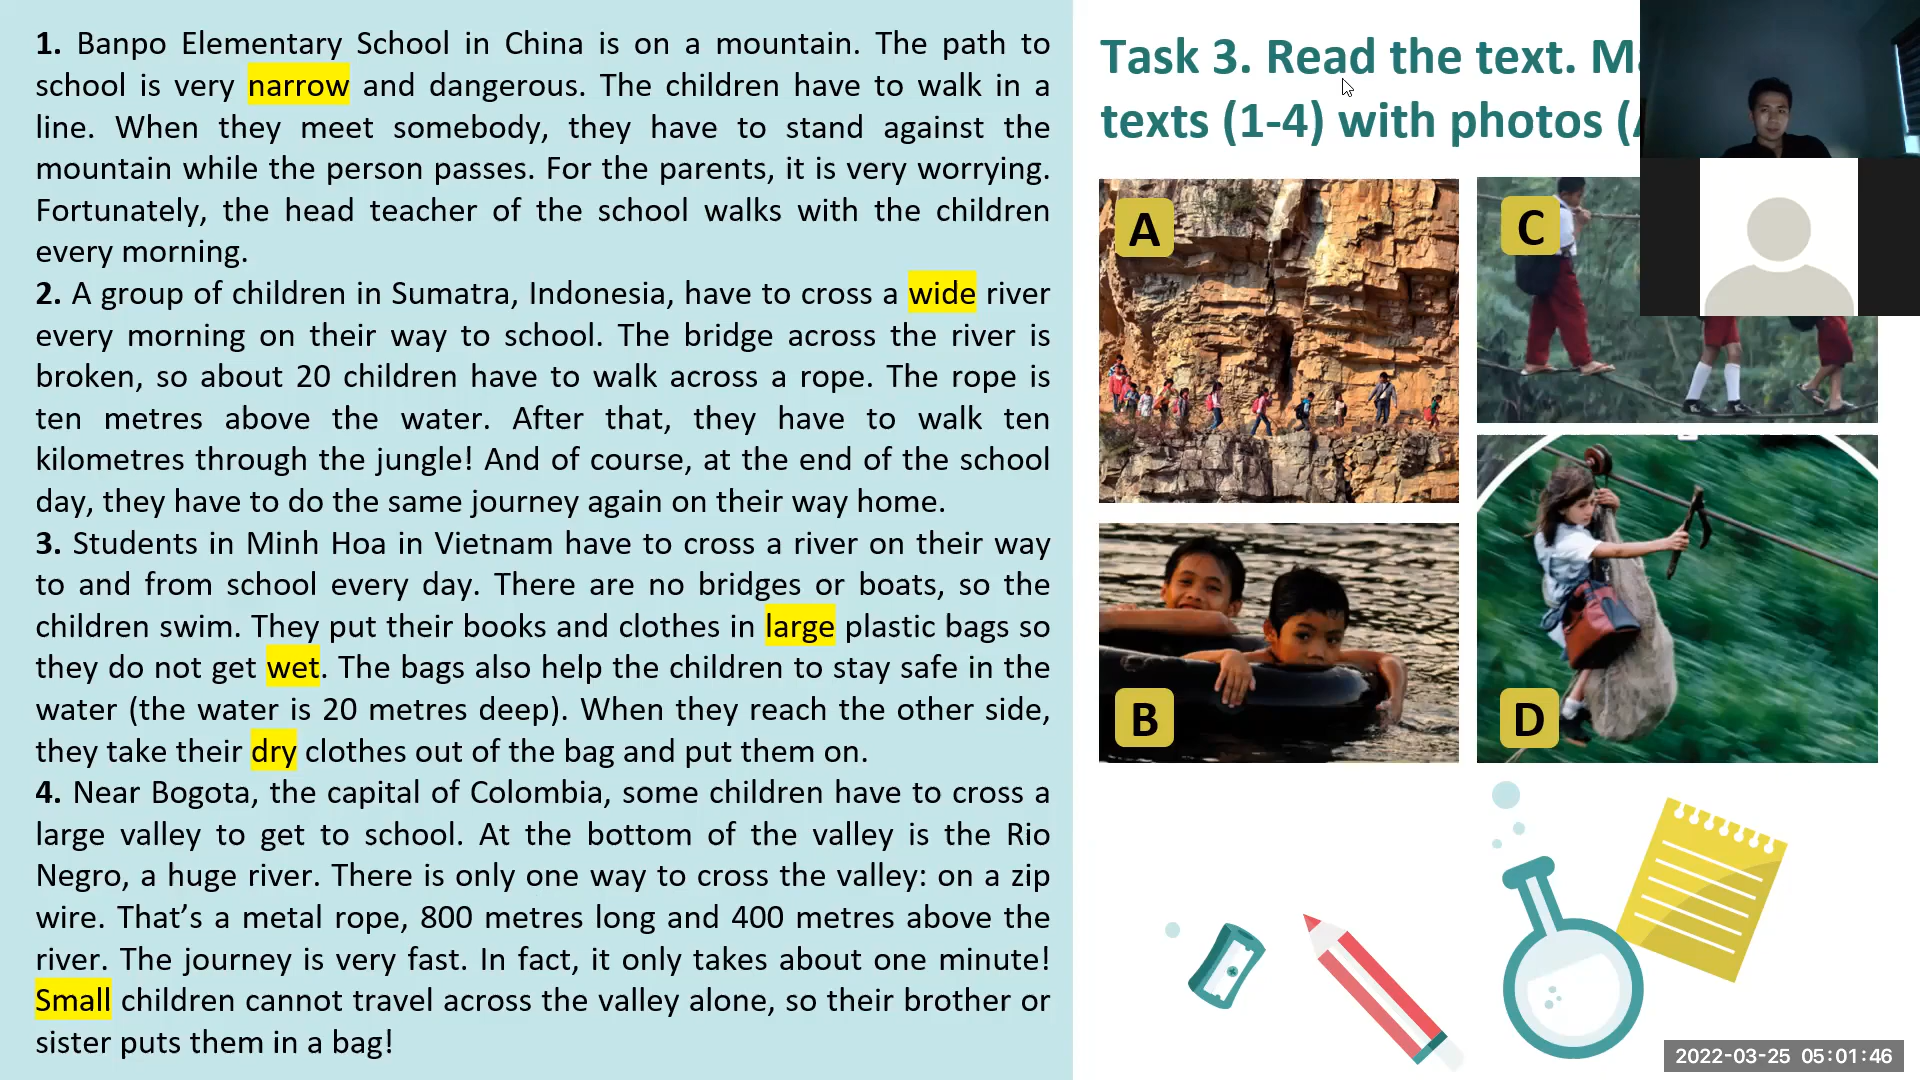 1. Banpo Elementary School in China is on a mountain. The path to
school is very narrow and dangerous. The children have to walk in a
line. When they meet somebody, they have to stand against the
mountain while the person passes. For the parents, it is very worrying.
Fortunately, the head teacher of the school walks with the children
every morning.
2. A group of children in Sumatra, Indonesia, have to cross a wide river
every morning on their way to school. The bridge across the river is
broken, so about 20 children have to walk across a rope. The rope is
ten metres above the water. After that, they have to walk ten
kilometres through the jungle! And of course, at the end of the school
day, they have to do the same journey again on their way home.
3. Students in Minh Hoa in Vietnam have to cross a river on their way
to and from school every day. There are no bridges or boats, so the
children swim. They put their books and clothes in large plastic bags so
they do not get wet. The bags also help the children to stay safe in the
water (the water is 20 metres deep). When they reach the other side,
they take their dry clothes out of the bag and put them on.
4. Near Bogota, the capital of Colombia, some children have to cross a
large valley to get to school. At the bottom of the valley is the Rio
Negro, a huge river. There is only one way to cross the valley: on a zip
wire. That’s a metal rope, 800 metres long and 400 metres above the
river. The journey is very fast. In fact, it only takes about one minute!
Small children cannot travel across the valley alone, so their brother or
sister puts them in a bag!
Task 3. Read the text.
texts (1-4) with photos
A
C
B
D
2022-03-25 05:01:46